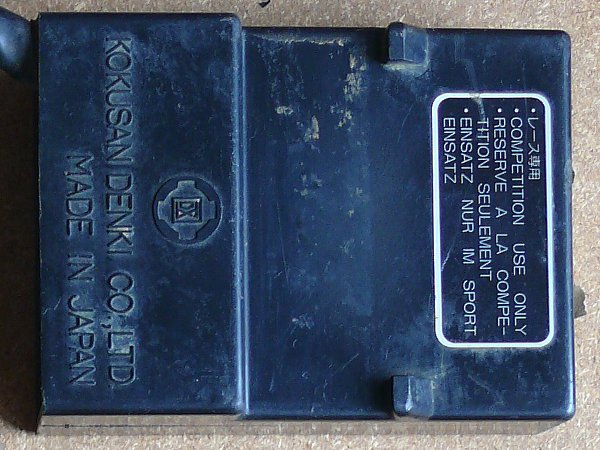 ・レース専用
・COMPETITION USE ONLY
・RESERVE A LA COMPE-
TITION SEULEMENT
・EINSATZ NUR IM SPORT
EINSATZ
KOKUSAN DENKI CO.,LTD.
MADE IN JAPAN